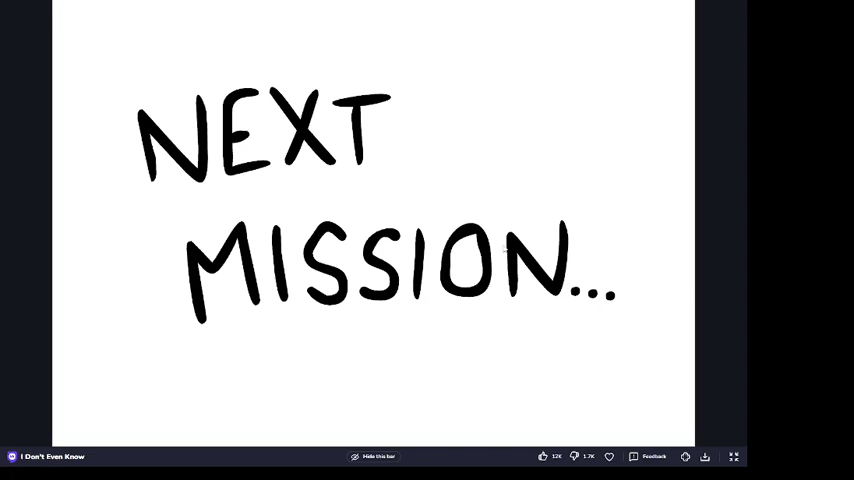 NEXT
MISSION...
I Don't Even Know
Hide this bar
12K
1.7K
Feedback